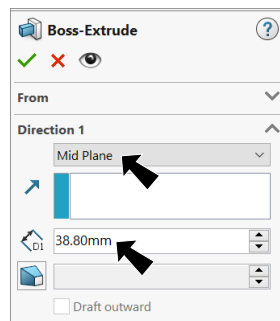 Boss-Extrude
?
From
Direction 1
Mid Plane
D1
38.80mm
Draft outward